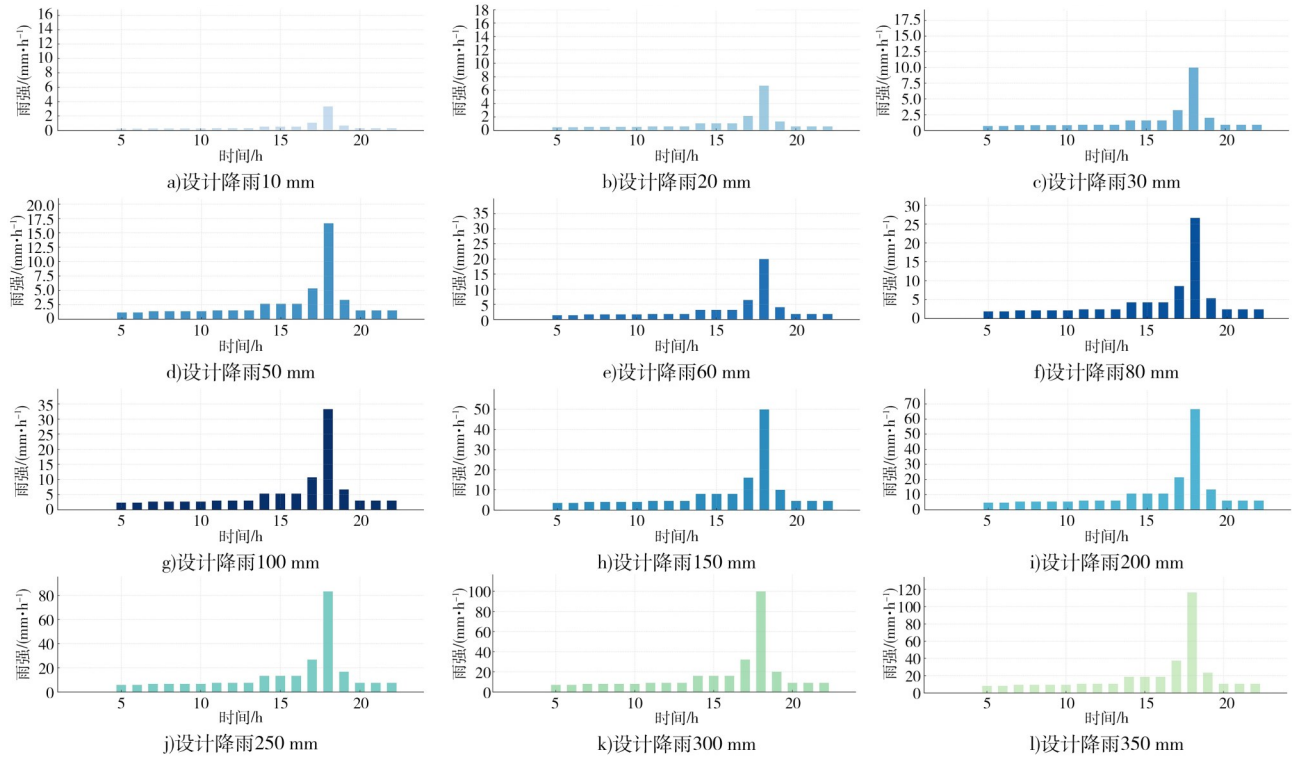 雨强/(mm•h⁻¹)
16
14
12
10
8
6
4
2
0
5 10 15 20
时间/h
a)设计降雨10 mm
雨强/(mm•h⁻¹)
18
16
14
12
10
8
6
4
2
0
5 10 15 20
时间/h
b)设计降雨20 mm
雨强/(mm•h⁻¹)
17.5
15.0
12.5
10.0
7.5
5.0
2.5
0
5 10 15 20
时间/h
c)设计降雨30 mm
雨强/(mm•h⁻¹)
20.0
17.5
15.0
12.5
10.0
7.5
5.0
2.5
0
5 10 15 20
时间/h
d)设计降雨50 mm
雨强/(mm•h⁻¹)
35
30
25
20
15
10
5
0
5 10 15 20
时间/h
e)设计降雨60 mm
雨强/(mm•h⁻¹)
30
25
20
15
10
5
0
5 10 15 20
时间/h
f)设计降雨80 mm
雨强/(mm•h⁻¹)
35
30
25
20
15
10
5
0
5 10 15 20
时间/h
g)设计降雨100 mm
雨强/(mm•h⁻¹)
50
40
30
20
10
0
5 10 15 20
时间/h
h)设计降雨150 mm
雨强/(mm•h⁻¹)
70
60
50
40
30
20
10
0
5 10 15 20
时间/h
i)设计降雨200 mm
雨强/(mm•h⁻¹)
80
60
40
20
0
5 10 15 20
时间/h
j)设计降雨250 mm
雨强/(mm•h⁻¹)
100
80
60
40
20
0
5 10 15 20
时间/h
k)设计降雨300 mm
雨强/(mm•h⁻¹)
120
100
80
60
40
20
0
5 10 15 20
时间/h
l)设计降雨350 mm